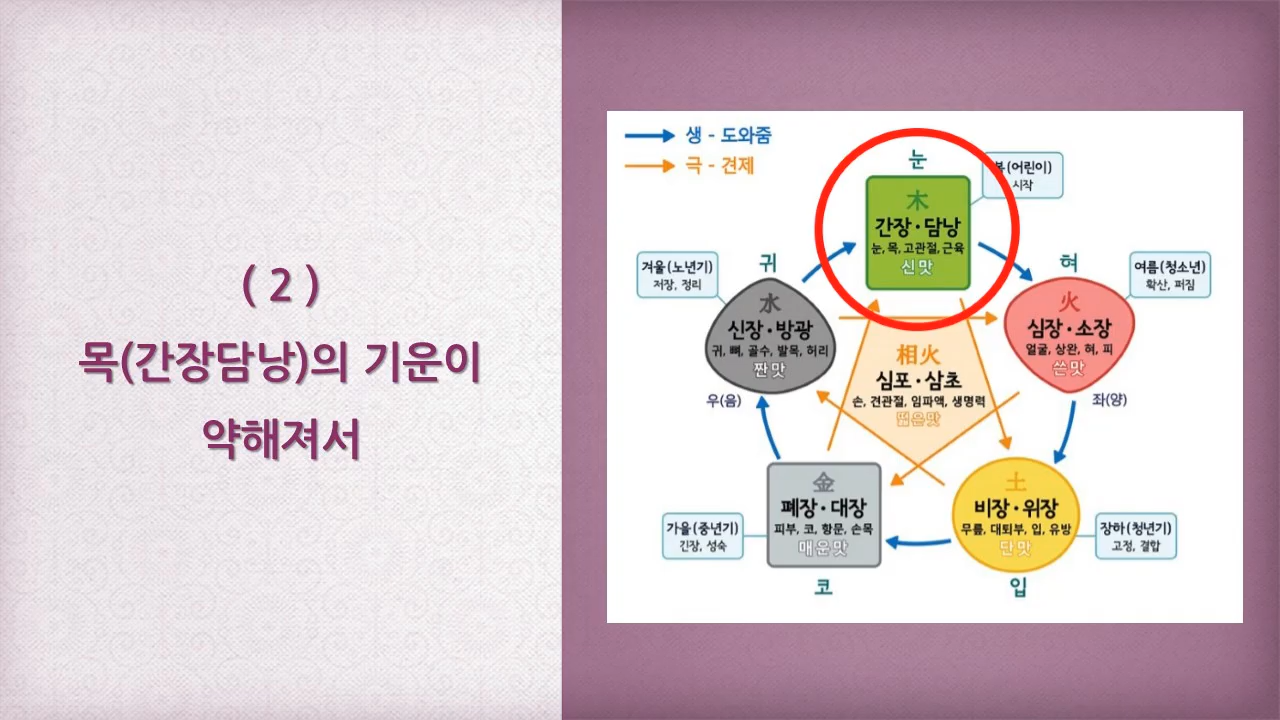 ( 2 )
목(간장담낭)의 기운이
약해져서
생 - 도와줌
극 - 견제
눈
木
간장·담낭
눈, 목, 고관절, 근육
신맛
(어린이)
시작
겨울(노년기)
저장, 정리
귀
水
신장·방광
귀, 뼈, 골수, 발목, 허리
짠맛
우(음)
혀
여름(청소년)
확산, 퍼짐
火
심장·소장
얼굴, 상완, 혀, 피
쓴맛
좌(양)
相火
심포·삼초
손, 견관절, 임파액, 생명력
떫은맛
가을(중년기)
긴장, 성숙
金
폐장·대장
피부, 코, 항문, 손목
매운맛
코
土
비장·위장
무릎, 대퇴부, 입, 유방
단맛
입
장하(청년기)
고정, 결합